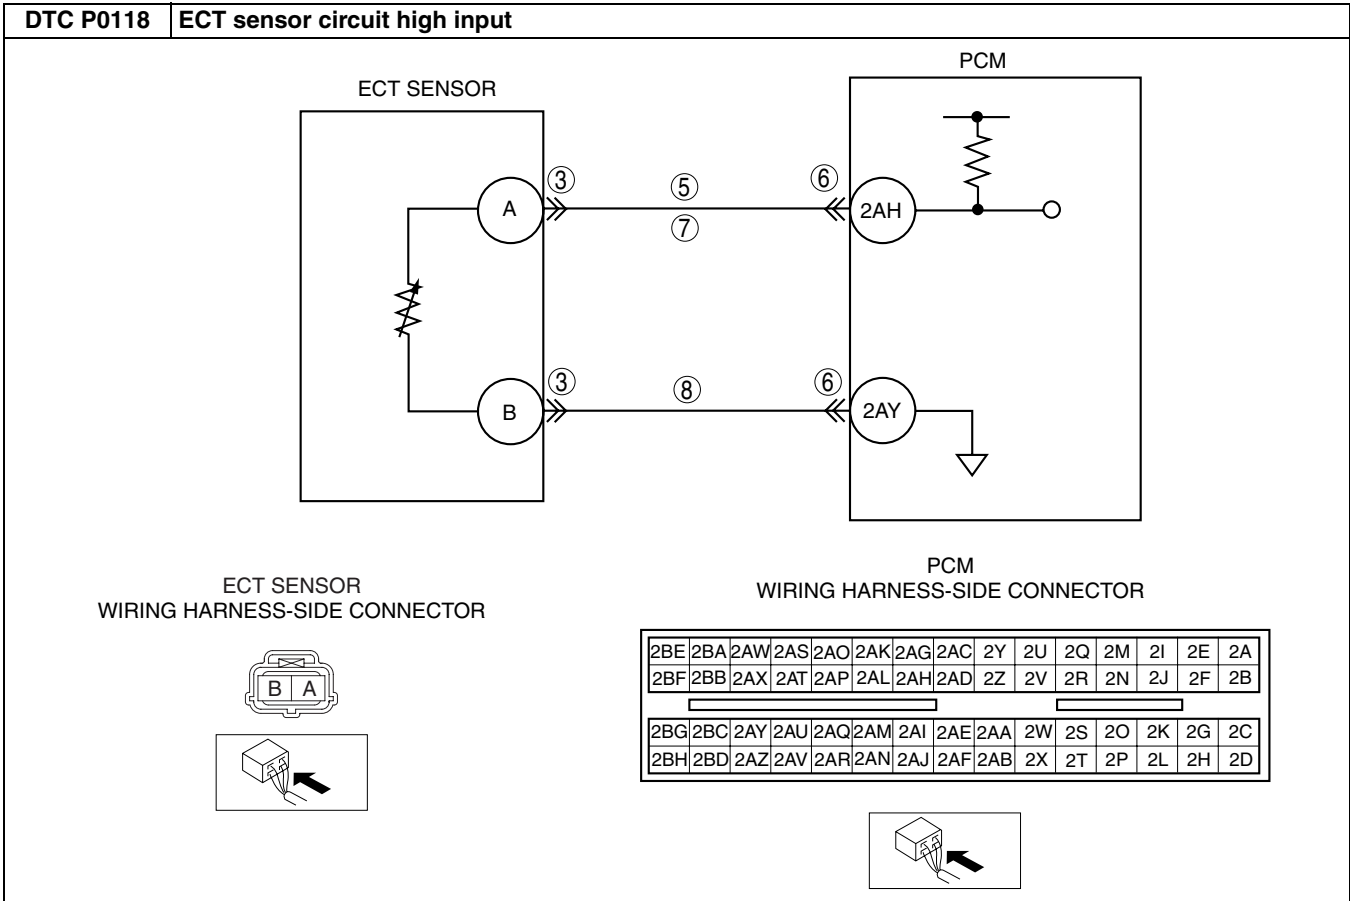 DTC P0118 ECT sensor circuit high input
PCM
ECT SENSOR
③ ⑤ ⑥
A 2AH
⑦
③ ⑧ ⑥
B 2AY
PCM
WIRING HARNESS-SIDE CONNECTOR
ECT SENSOR
WIRING HARNESS-SIDE CONNECTOR
2BE 2BA 2AW 2AS 2AO 2AK 2AG 2AC 2Y 2U 2Q 2M 2I 2E 2A
2BF 2BB 2AX 2AT 2AP 2AL 2AH 2AD 2Z 2V 2R 2N 2J 2F 2B
B A
2BG 2BC 2AY 2AU 2AQ 2AM 2AI 2AE 2AA 2W 2S 2O 2K 2G 2C
2BH 2BD 2AZ 2AV 2AR 2AN 2AJ 2AF 2AB 2X 2T 2P 2L 2H 2D